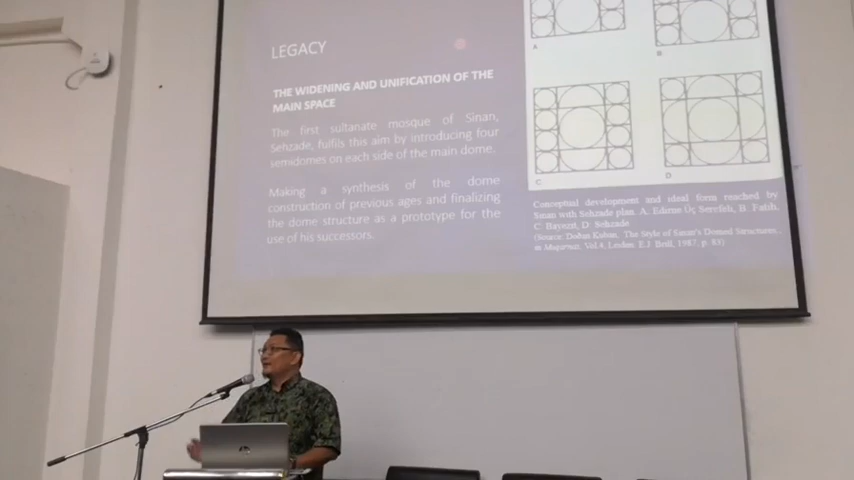 LEGACY
THE WIDENING AND UNIFICATION OF THE
MAIN SPACE
The first sultanate mosque of Sinan,
Sehzade, fulfils this aim by introducing four
semidomes on each side of the main dome.
Making a synthesis of the dome
construction of previous ages and finalizing
the dome structure as a prototype for the
use of his successors.
A
B
C
D
Conceptual development and ideal form reached by
Sinan with Sehzade plan. A. Edirne Üç Serefeli, B. Fatih,
C. Bayezit, D. Sehzade
(Source: Doğan Kuban, The Style of Sinan's Domed Structures,
in Muqarnas. Vol.4, Leiden: E.J. Brill, 1987, p. 83)
hp